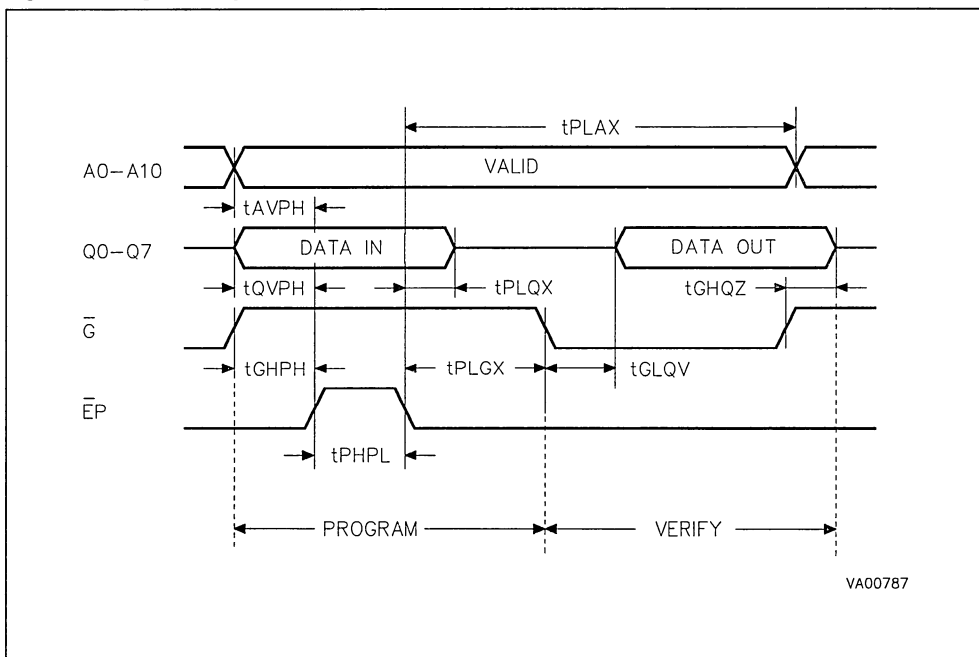 tPLAX
A0-A10
VALID
tAVPH
Q0-Q7
DATA IN
DATA OUT
tQVPH
tPLQX
tGHQZ
G̅
tGHPH
tPLGX
tGLQV
E̅P
tPHPL
PROGRAM
VERIFY
VA00787